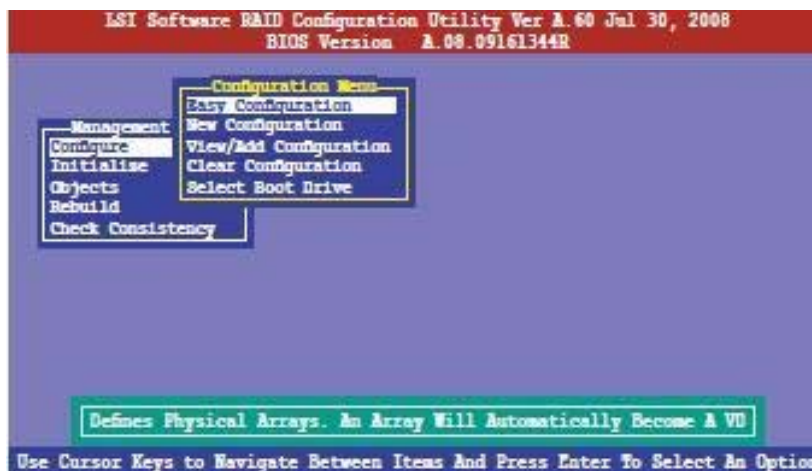 LSI Software RAID Configuration Utility Ver A.60 Jul 30, 2008
BIOS Version A.08.09161344R
Configuration Menu
Easy Configuration
New Configuration
View/Add Configuration
Clear Configuration
Select Boot Drive
Management
Configure
Initialise
Objects
Rebuild
Check Consistency
Defines Physical Arrays. An Array Will Automatically Become A VD
Use Cursor Keys to Navigate Between Items And Press Enter To Select An Optio